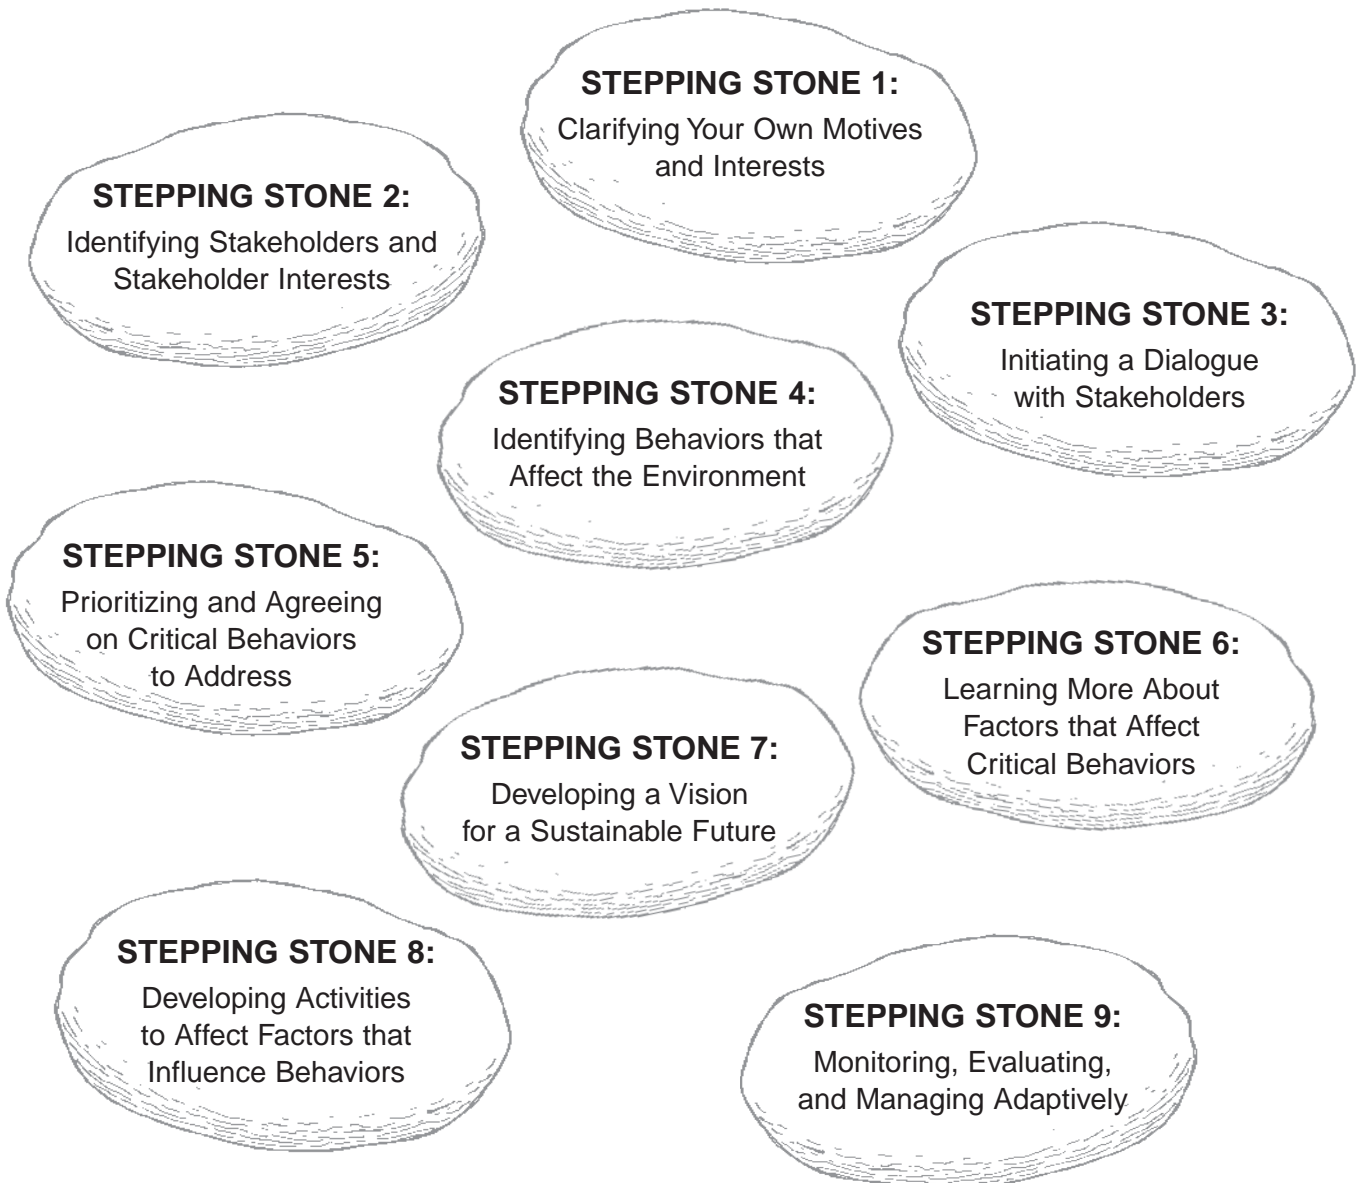 STEPPING STONE 1:
Clarifying Your Own Motives
and Interests
STEPPING STONE 2:
Identifying Stakeholders and
Stakeholder Interests
STEPPING STONE 3:
Initiating a Dialogue
with Stakeholders
STEPPING STONE 4:
Identifying Behaviors that
Affect the Environment
STEPPING STONE 5:
Prioritizing and Agreeing
on Critical Behaviors
to Address
STEPPING STONE 6:
Learning More About
Factors that Affect
Critical Behaviors
STEPPING STONE 7:
Developing a Vision
for a Sustainable Future
STEPPING STONE 8:
Developing Activities
to Affect Factors that
Influence Behaviors
STEPPING STONE 9:
Monitoring, Evaluating,
and Managing Adaptively